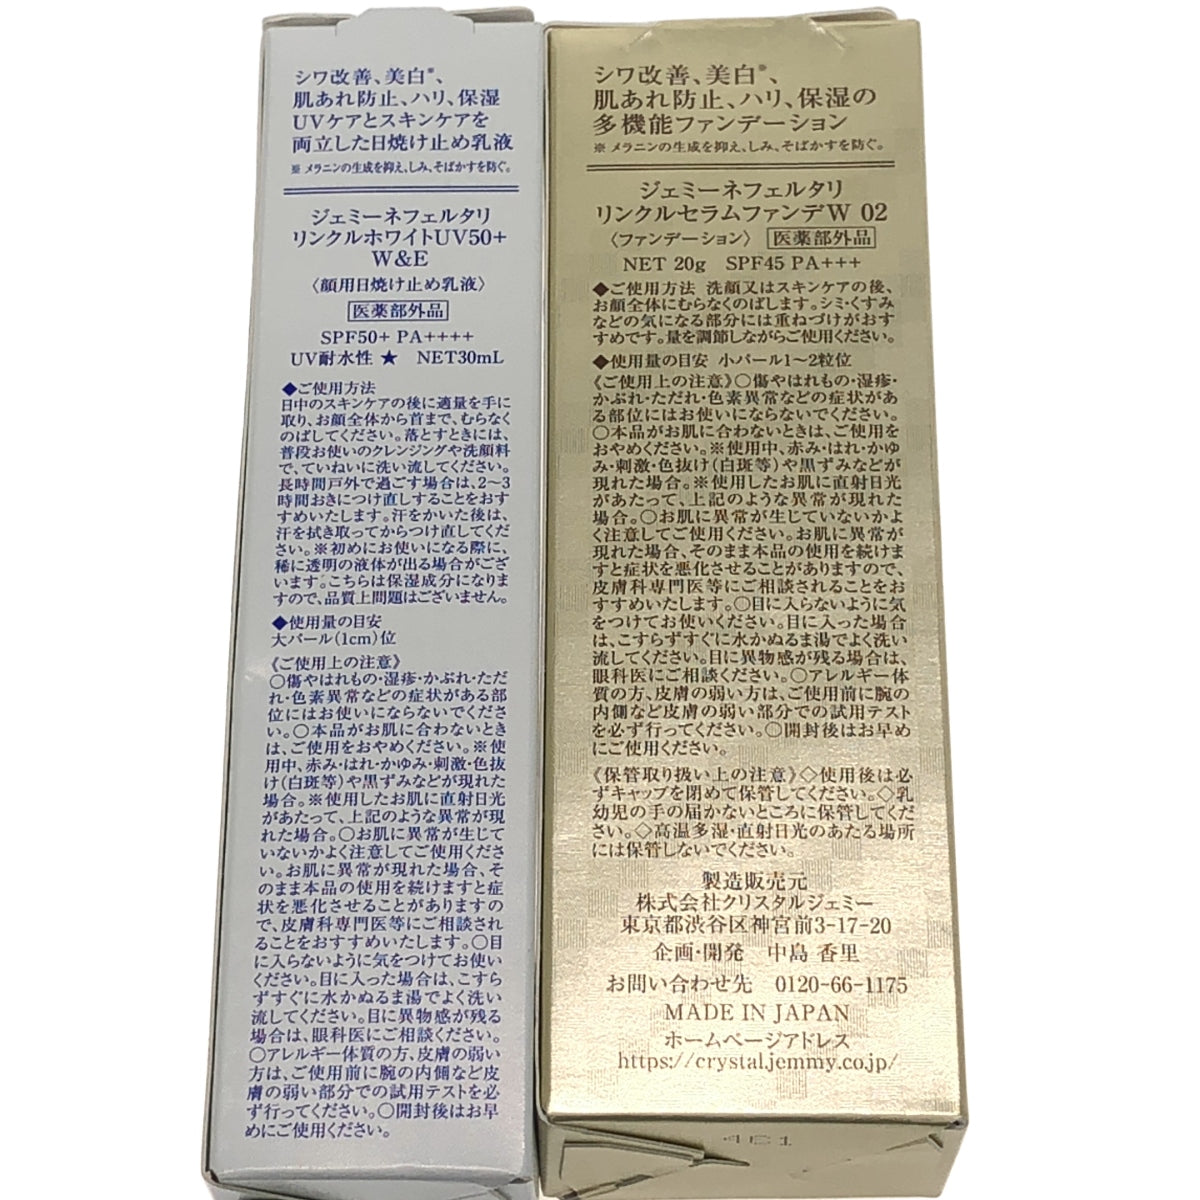 シワ改善、美白※、
肌あれ防止、ハリ、保湿
UVケアとスキンケアを
両立した日焼け止め乳液
※ メラニンの生成を抑え、しみ、そばかすを防ぐ。
ジェミーネフェルタリ
リンクルホワイトUV50+
W&E
〈顔用日焼け止め乳液〉
医薬部外品
SPF50+ PA++++
UV耐水性 ★ NET30mL
◆ご使用方法
日中のスキンケアの後に適量を手に
取り、お顔全体から首まで、むらなく
のばしてください。落とすときには、
普段お使いのクレンジングや洗顔料
で、ていねいに洗い流してください。
長時間戸外で過ごす場合は、2〜3
時間おきにつけ直しすることをおす
すめいたします。汗をかいた後は、
汗を拭き取ってからつけ直してくだ
さい。※初めにお使いになる際に、
稀に透明の液体が出る場合がござ
います。こちらは保湿成分になりま
すので、品質上問題はございません。
◆使用量の目安
大パール(1cm)位
《ご使用上の注意》
○傷やはれもの・湿疹・かぶれ・ただ
れ・色素異常などの症状がある部
位にはお使いにならないでくださ
い。○本品がお肌に合わないとき
は、ご使用をおやめください。※使
用中、赤み・はれ・かゆみ・刺激・色抜
け(白斑等)や黒ずみなどが現れた
場合。※使用したお肌に直射日光
があたって、上記のような異常が現
れた場合。○お肌に異常が生じて
いないかよく注意してご使用くださ
い。お肌に異常が現れた場合、そ
のまま本品の使用を続けますと症
状を悪化させることがありますの
で、皮膚科専門医等にご相談され
ることをおすすめいたします。○目
に入らないように気をつけてお使い
ください。目に入った場合は、こすら
ずすぐに水かぬるま湯でよく洗い
流してください。目に異物感が残る
場合は、眼科医にご相談ください。
○アレルギー体質の方、皮膚の弱い
方は、ご使用前に腕の内側など皮
膚の弱い部分での試用テストを必
ず行ってください。○開封後はお早
めにご使用ください。
シワ改善、美白※、
肌あれ防止、ハリ、保湿の
多機能ファンデーション
※ メラニンの生成を抑え、しみ、そばかすを防ぐ。
ジェミーネフェルタリ
リンクルセラムファンデW 02
〈ファンデーション〉 医薬部外品
NET 20g SPF45 PA+++
◆ご使用方法 洗顔又はスキンケアの後、
お顔全体にむらなくのばします。シミ・くすみ
などの気になる部分には重ねづけがおす
すめです。量を調節しながらご使用ください。
◆使用量の目安 小パール1〜2粒位
《ご使用上の注意》○傷やはれもの・湿疹・
かぶれ・ただれ・色素異常などの症状があ
る部位にはお使いにならないでください。
○本品がお肌に合わないときは、ご使用を
おやめください。※使用中、赤み・はれ・かゆ
み・刺激・色抜け(白斑等)や黒ずみなどが
現れた場合。※使用したお肌に直射日光
があたって、上記のような異常が現れた
場合。○お肌に異常が生じていないかよ
く注意してご使用ください。お肌に異常が
現れた場合、そのまま本品の使用を続けま
すと症状を悪化させることがありますので、
皮膚科専門医等にご相談されることをお
すすめいたします。○目に入らないように気
をつけてお使いください。目に入った場合
は、こすらずすぐに水かぬるま湯でよく洗い
流してください。目に異物感が残る場合は、
眼科医にご相談ください。○アレルギー体
質の方、皮膚の弱い方は、ご使用前に腕の
内側など皮膚の弱い部分での試用テスト
を必ず行ってください。○開封後はお早め
にご使用ください。
《保管取り扱い上の注意》◇使用後は必
ずキャップを閉めて保管してください。◇乳
幼児の手の届かないところに保管してくだ
さい。◇高温多湿・直射日光のあたる場所
には保管しないでください。
製造販売元
株式会社クリスタルジェミー
東京都渋谷区神宮前3-17-20
企画・開発 中島 香里
お問い合わせ先 0120-66-1175
MADE IN JAPAN
ホームページアドレス
https://crystal.jemmy.co.jp/